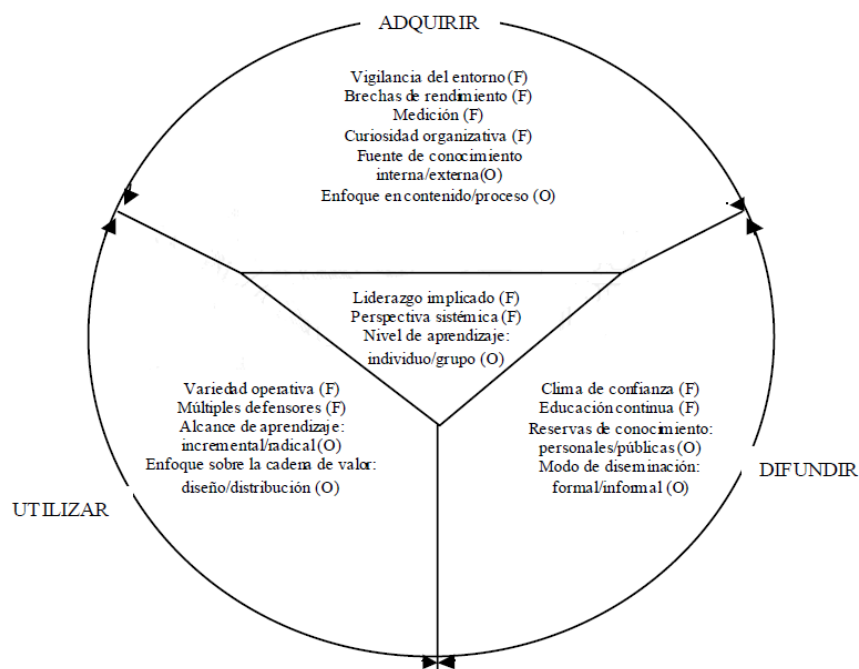 ADQUIRIR
Vigilancia del entorno (F)
Brechas de rendimiento (F)
Medición (F)
Curiosidad organizativa (F)
Fuente de conocimiento
interna/externa(O)
Enfoque en contenido/proceso (O)
Liderazgo implicado (F)
Perspectiva sistémica (F)
Nivel de aprendizaje:
individuo/grupo (O)
Variedad operativa (F)
Múltiples defensores (F)
Alcance de aprendizaje:
incremental/radical(O)
Enfoque sobre la cadena de valor:
diseño/distribución (O)
Clima de confianza (F)
Educación continua (F)
Reservas de conocimiento:
personales/públicas (O)
Modo de diseminación:
formal/informal (O)
DIFUNDIR
UTILIZAR